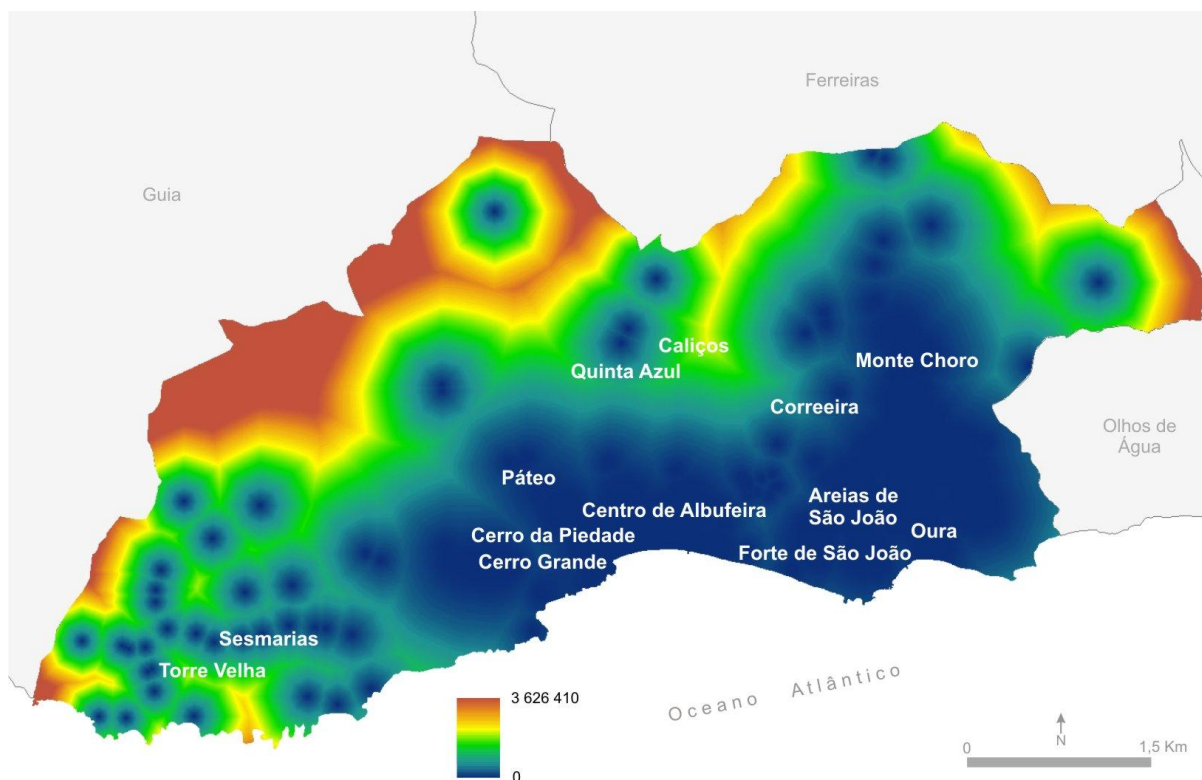 Ferreiras
Guia
Caliços
Monte Choro
Quinta Azul
Correeira
Olhos de
Água
Páteo
Areias de
São João
Centro de Albufeira
Oura
Cerro da Piedade
Forte de São João
Cerro Grande
Sesmarias
Torre Velha
Oceano Atlântico
3 626 410
0
N
0 1,5 Km